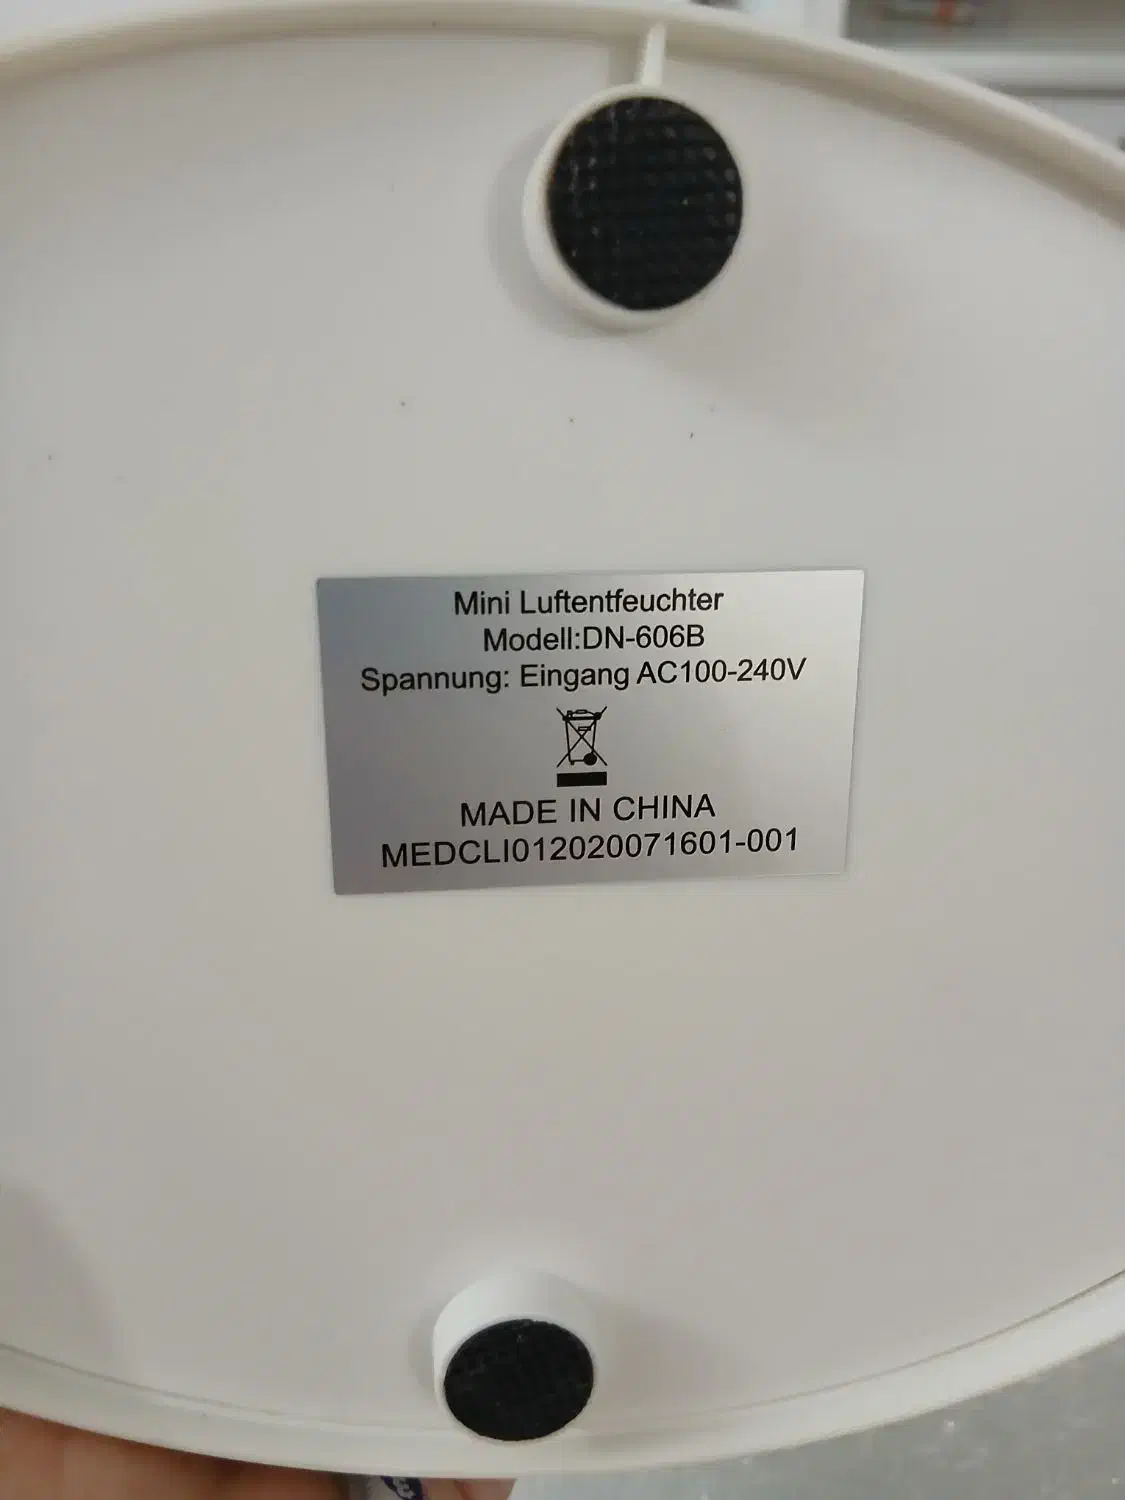 Mini Luftentfeuchter
Modell:DN-606B
Spannung: Eingang AC100-240V
MADE IN CHINA
MEDCLI012020071601-001